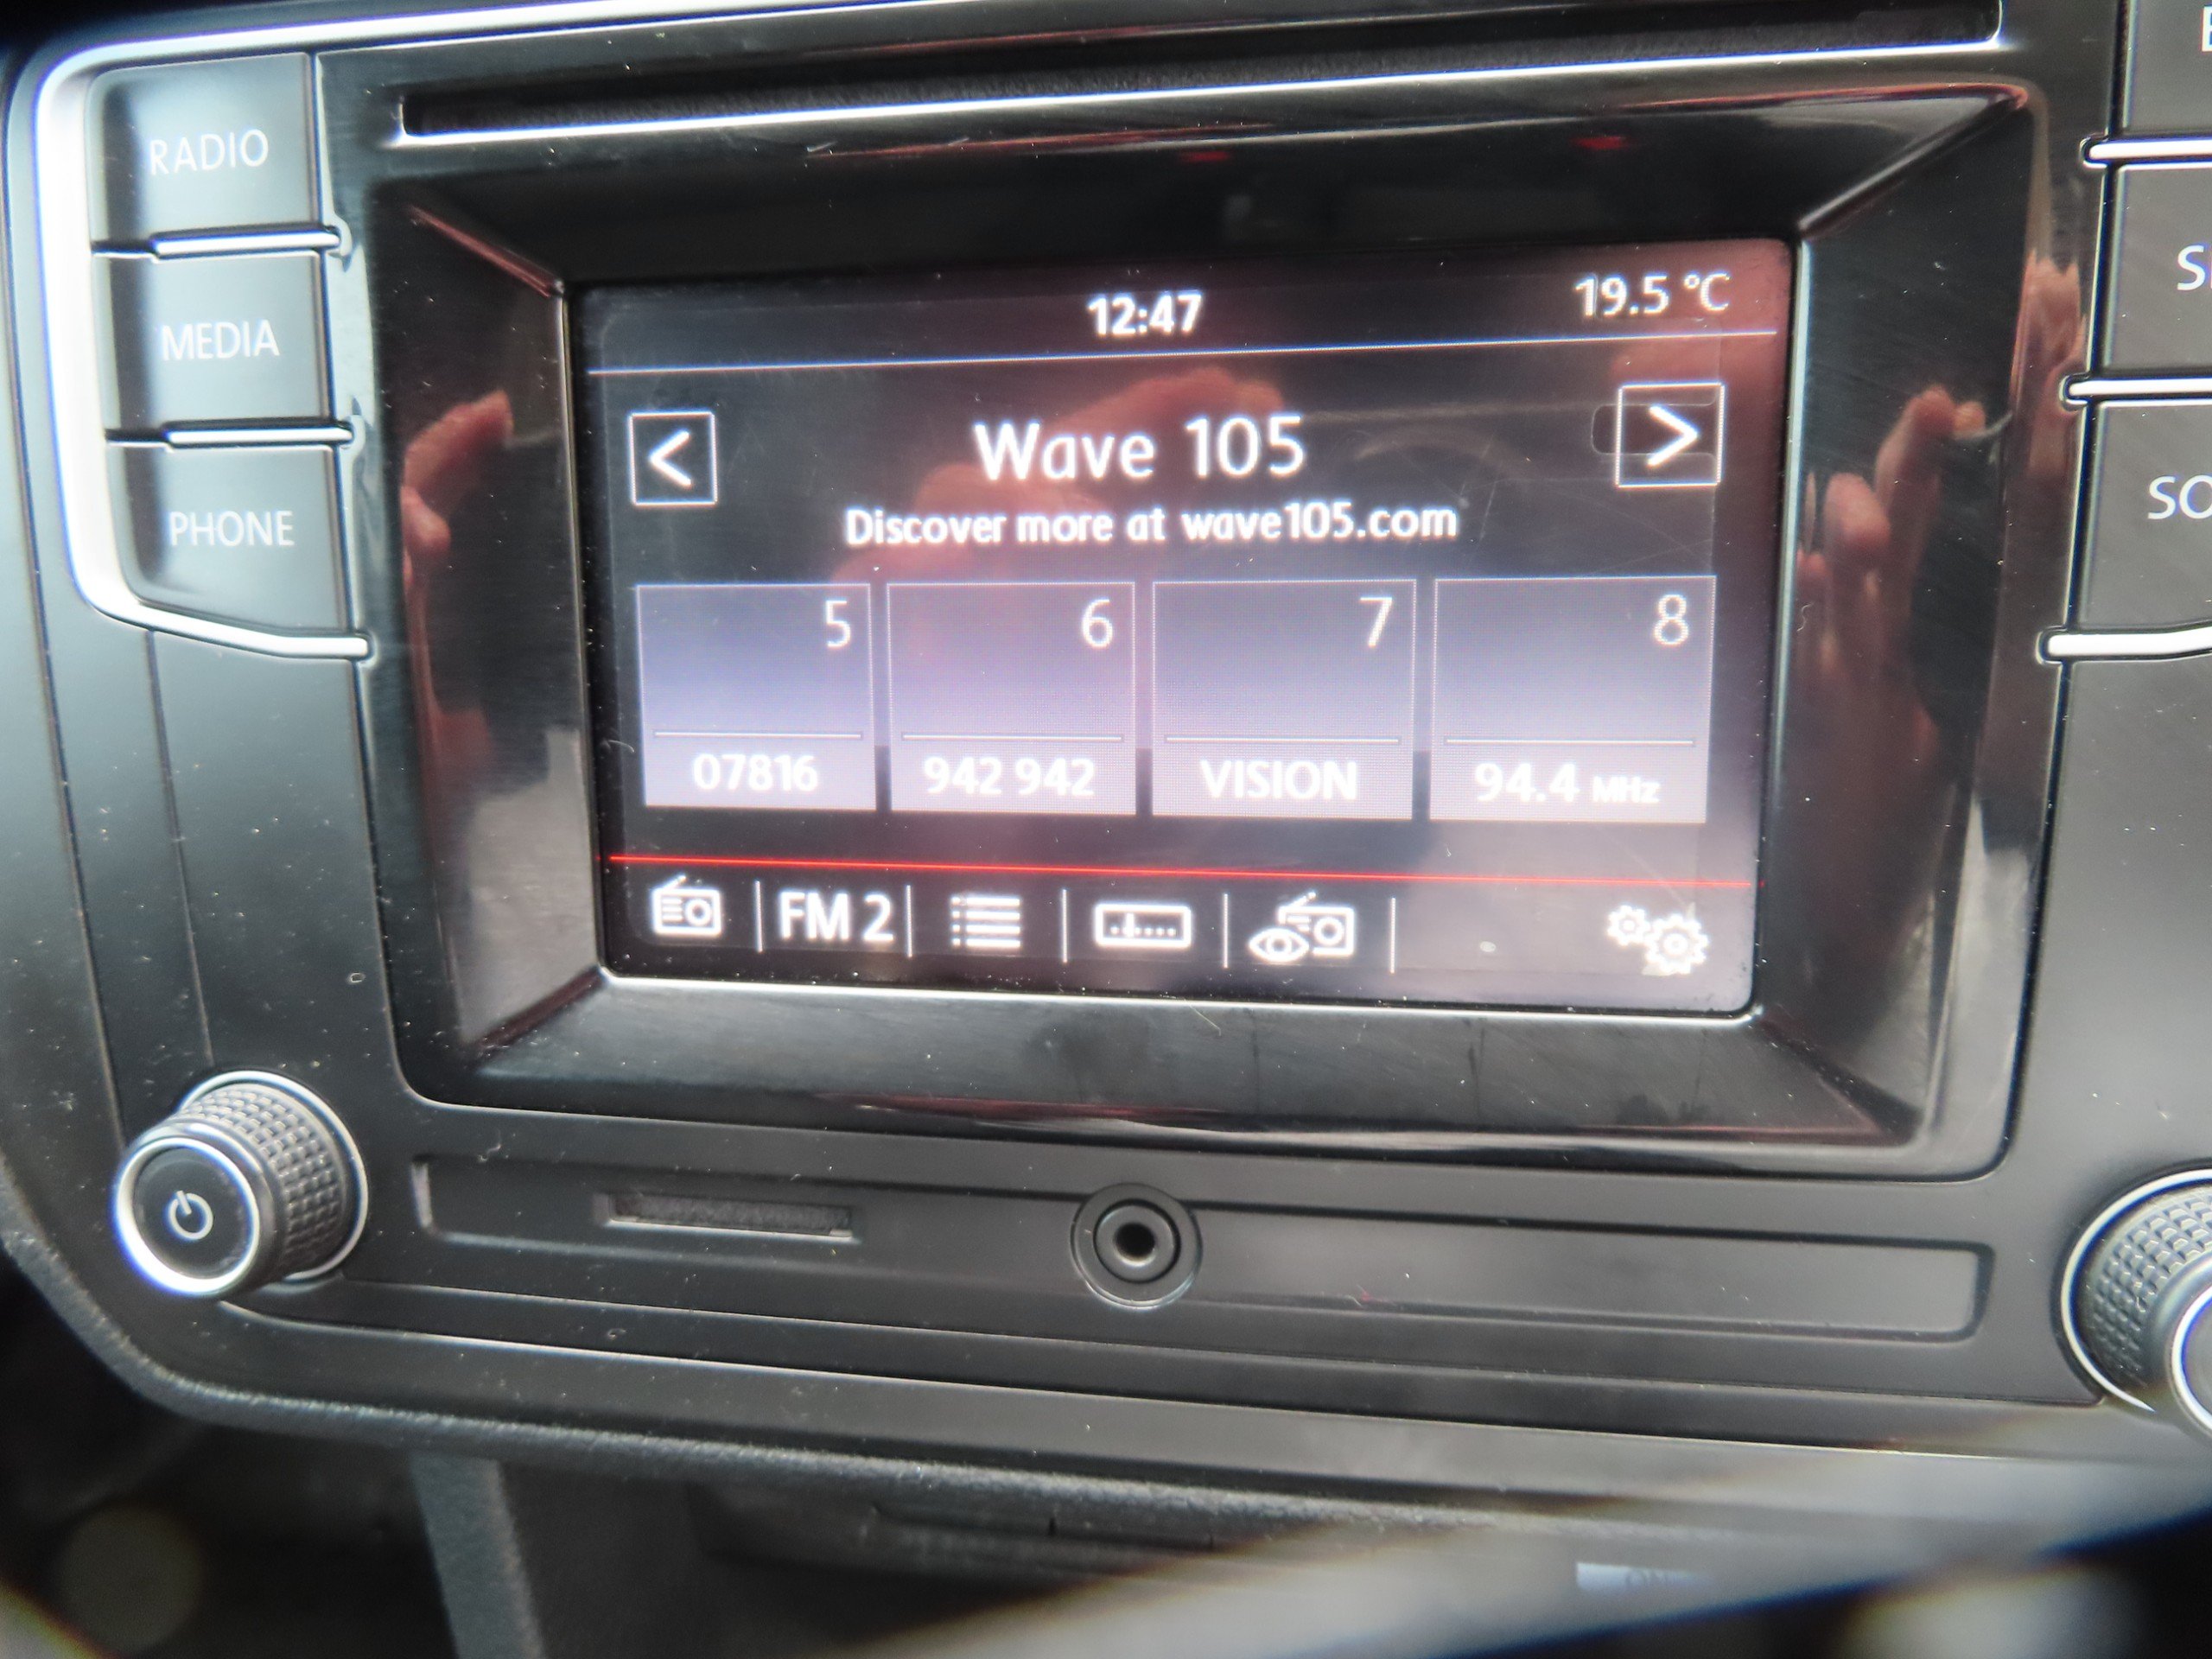 RADIO
MEDIA
PHONE
12:47
19.5 °C
<
Wave 105
>
Discover more at wave105.com
5
6
7
8
07816
942 942
VISION
94.4 MHz
FM 2
SO